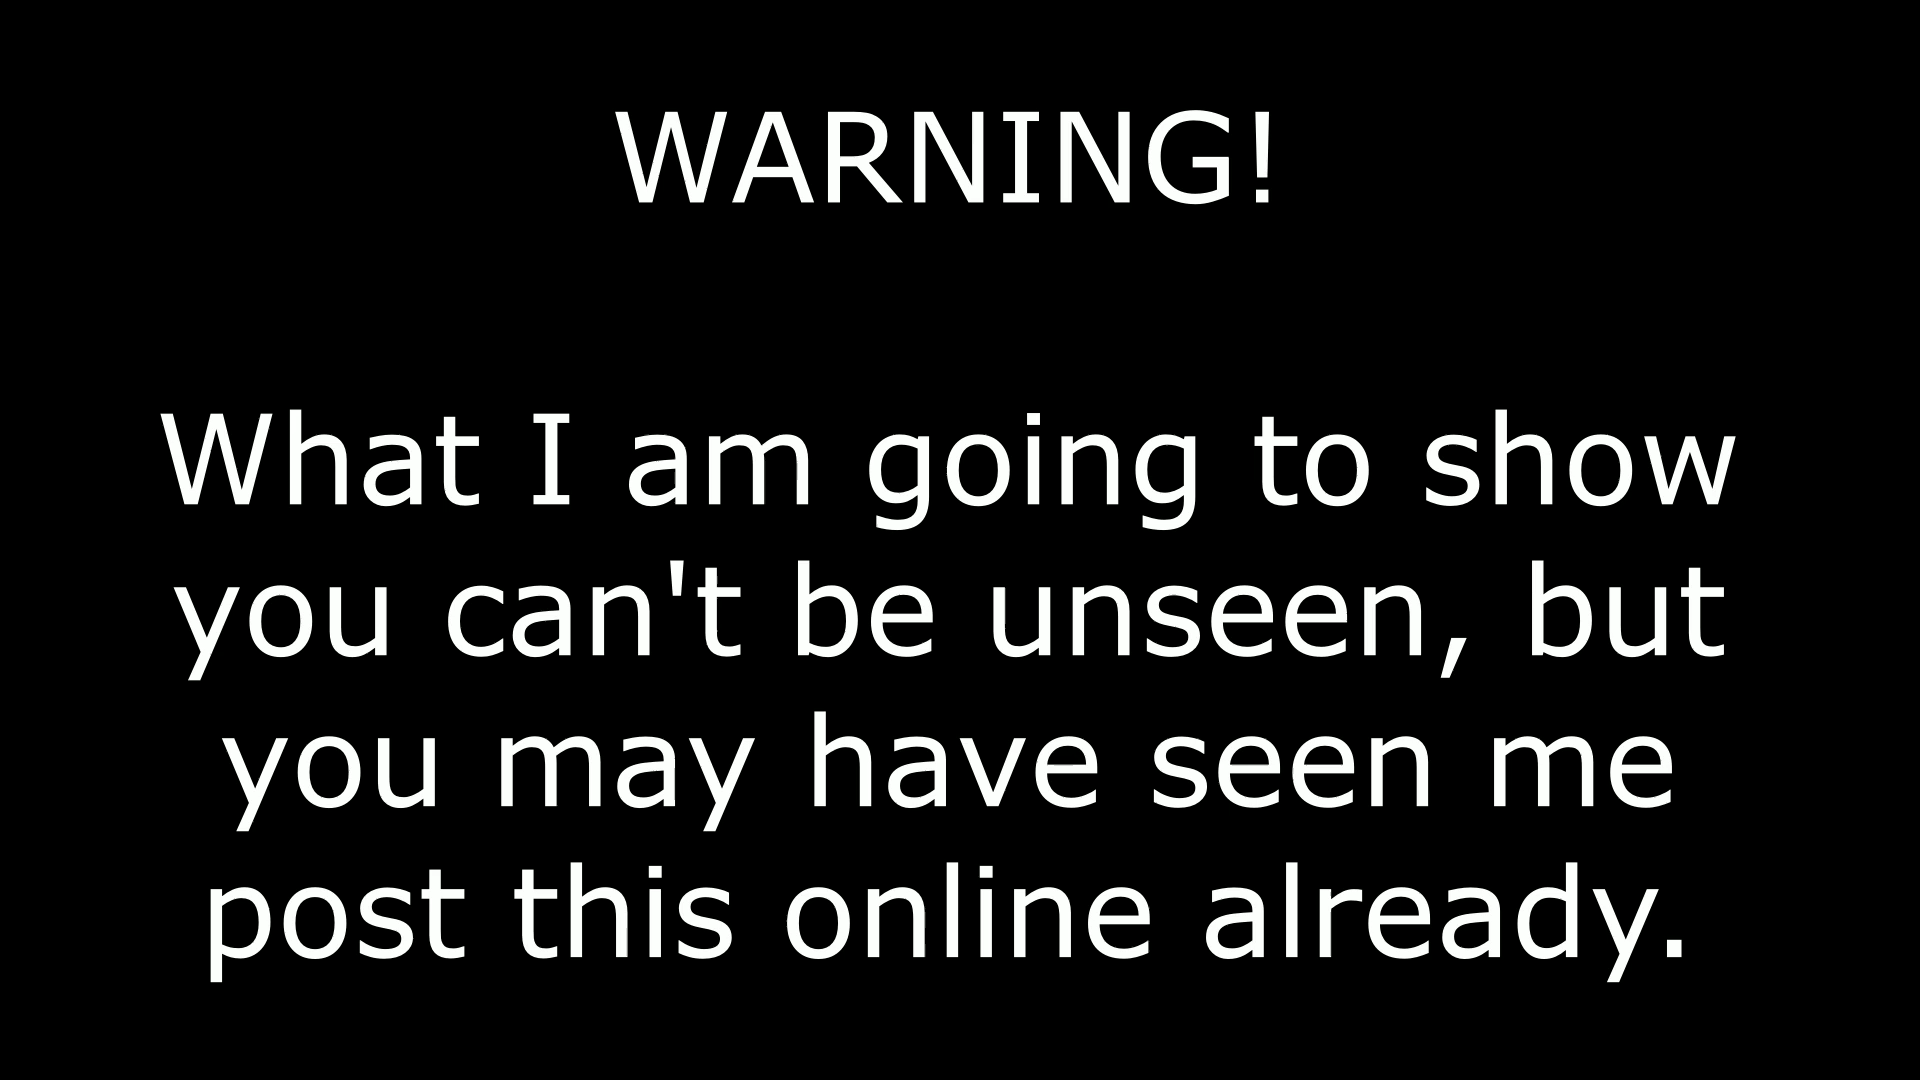 WARNING!
What I am going to show
you can't be unseen, but
you may have seen me
post this online already.